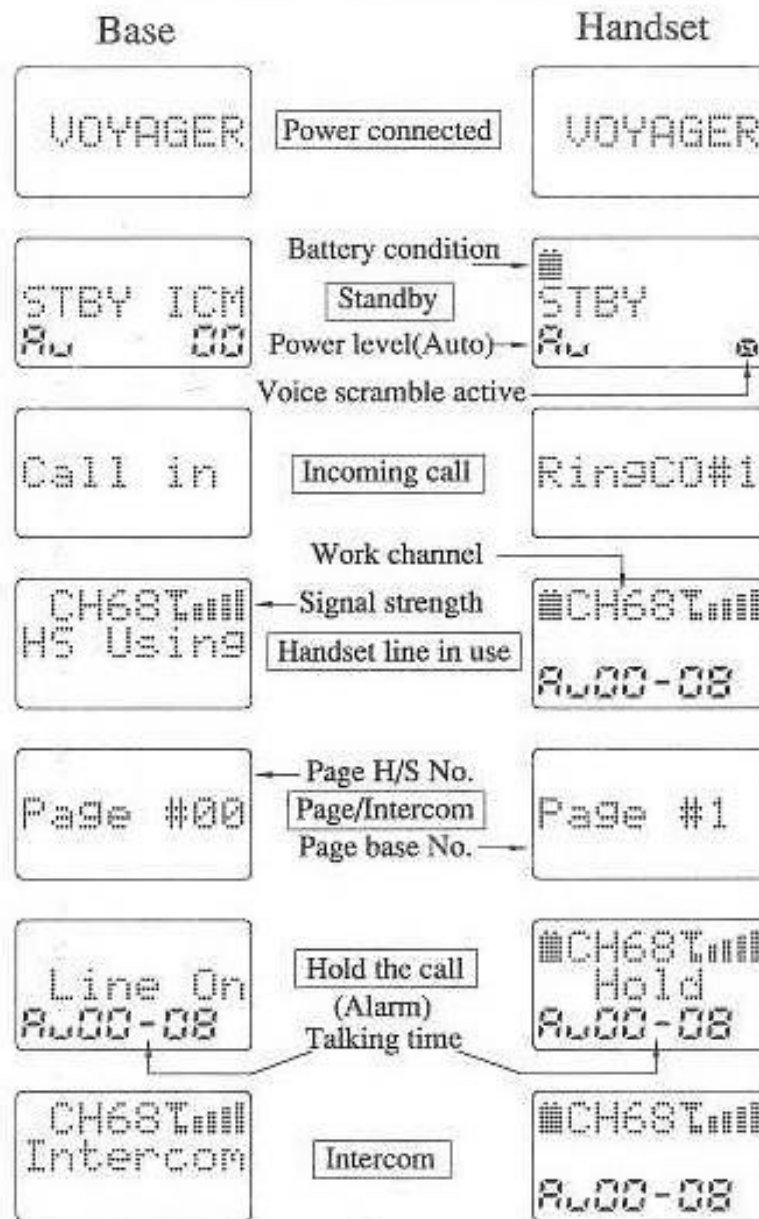 Base Handset
VOYAGER Power connected VOYAGER
Battery condition
STBY ICM Standby STBY
Au 00 Power level(Auto) Au S
Voice scramble active
Call in Incoming call RingCO#1
Work channel
CH68 Signal strength CH68
HS Using Handset line in use
Au00-08
Page H/S No.
Page #00 Page/Intercom Page #1
Page base No.
CH68
Line On Hold the call Hold
(Alarm)
Au00-08 Talking time Au00-08
CH68 CH68
Intercom Intercom
Au00-08